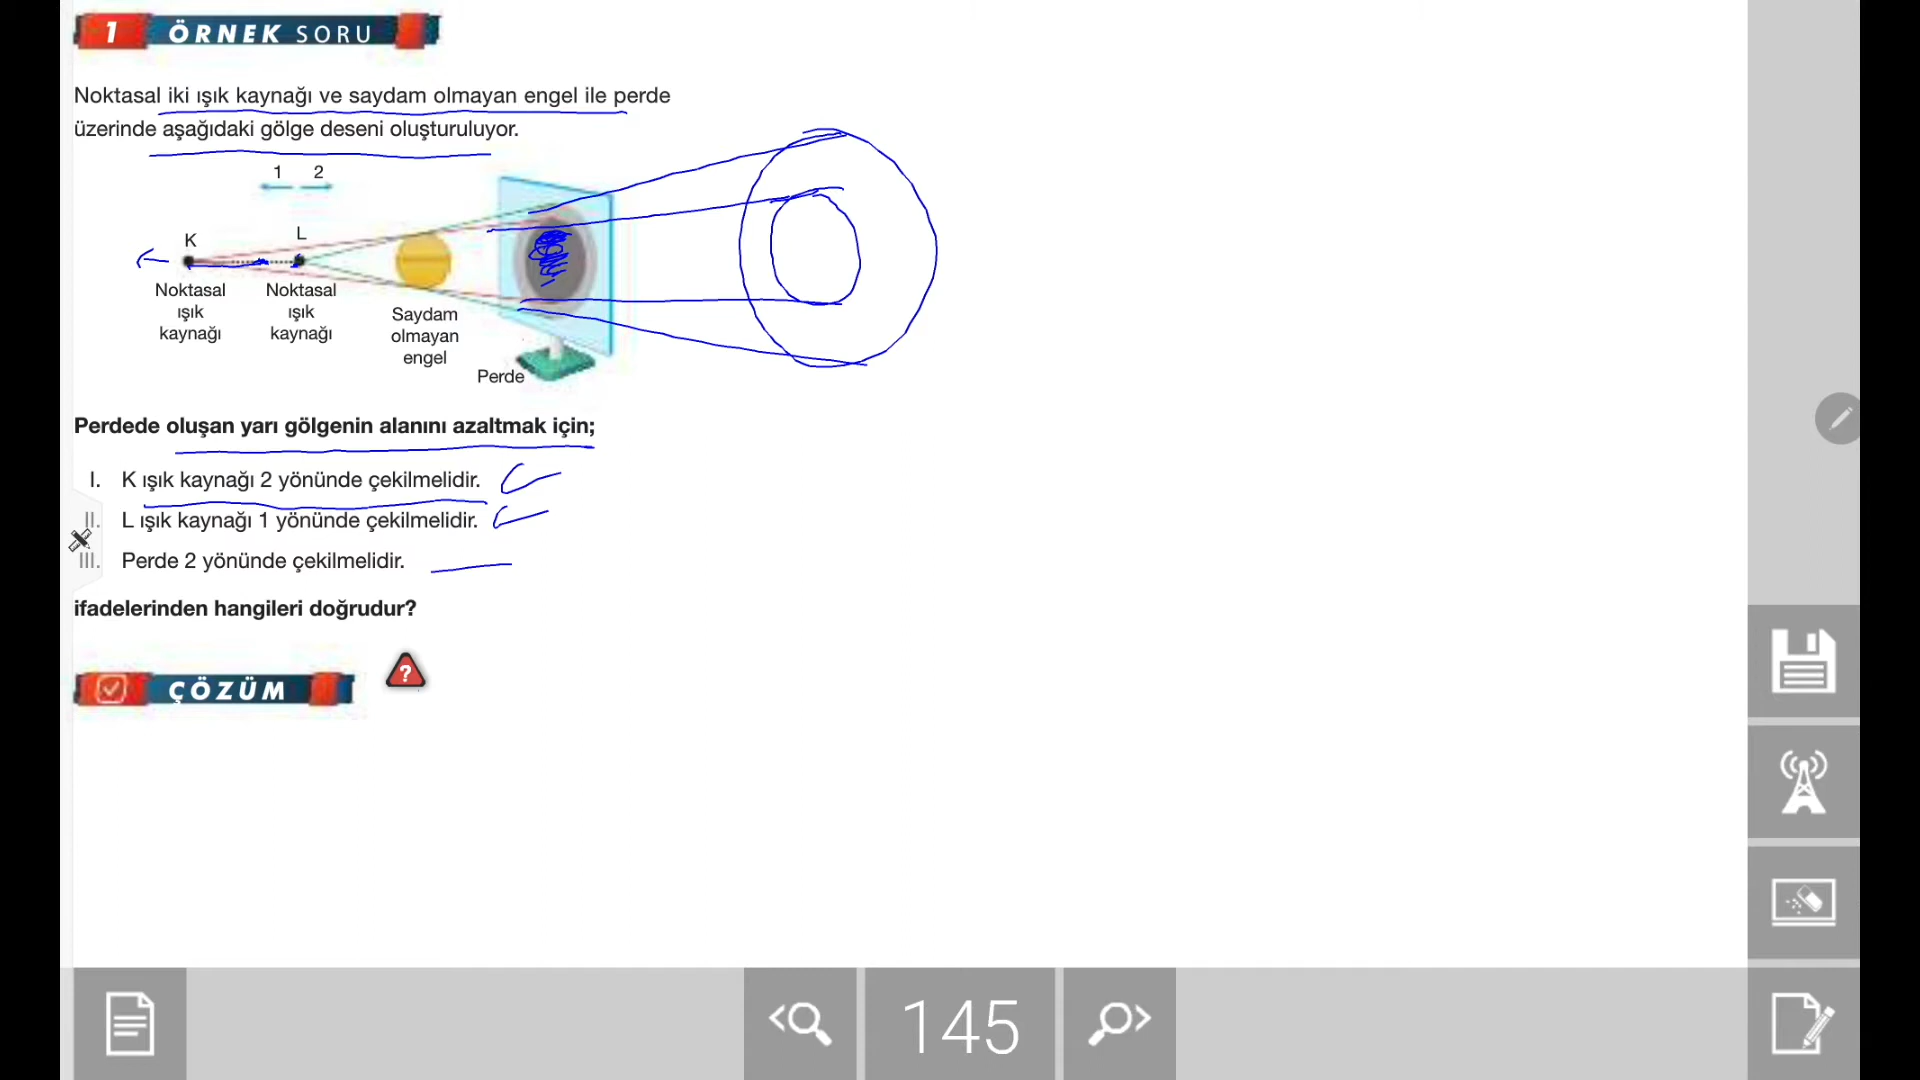 1 ÖRNEK SORU
Noktasal iki ışık kaynağı ve saydam olmayan engel ile perde
üzerinde aşağıdaki gölge deseni oluşturuluyor.
1 2
K
L
Noktasal
ışık
kaynağı
Noktasal
ışık
kaynağı
Saydam
olmayan
engel
Perde
Perdede oluşan yarı gölgenin alanını azaltmak için;
I. K ışık kaynağı 2 yönünde çekilmelidir.
II. L ışık kaynağı 1 yönünde çekilmelidir.
III. Perde 2 yönünde çekilmelidir.
ifadelerinden hangileri doğrudur?
ÇÖZÜM
?
145